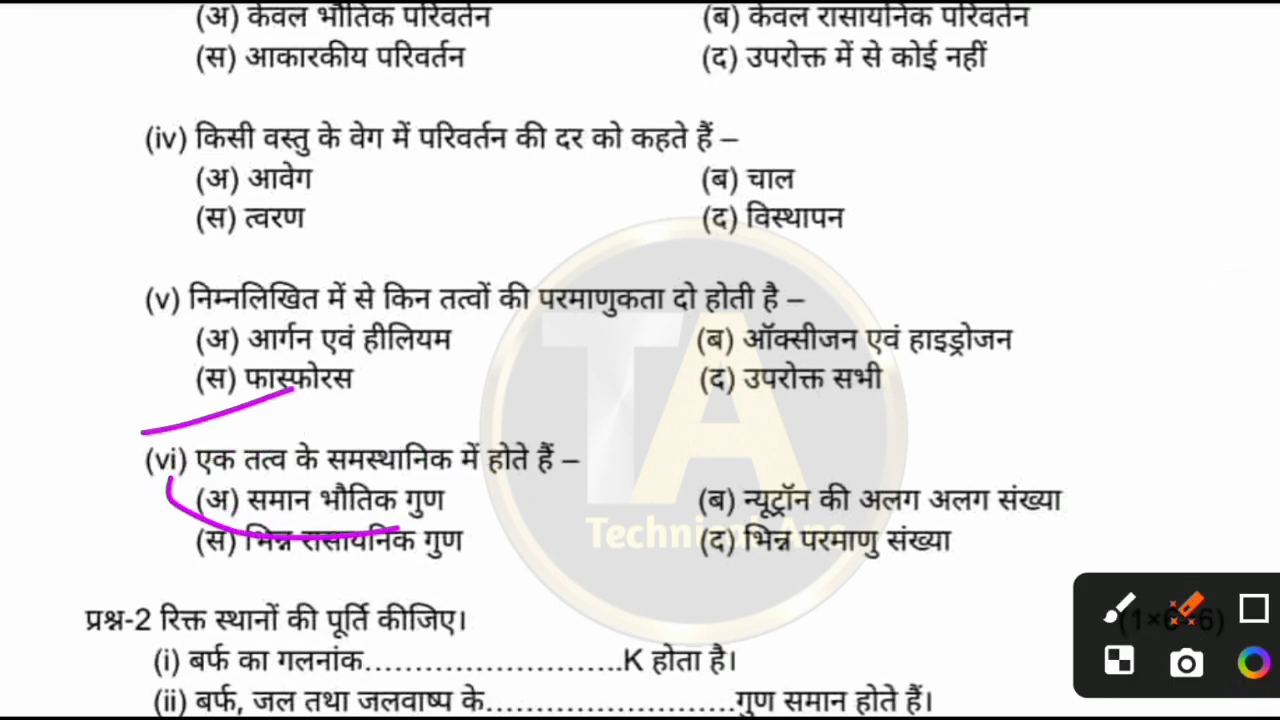 (अ) केवल भौतिक परिवर्तन (ब) केवल रासायनिक परिवर्तन
(स) आकारकीय परिवर्तन (द) उपरोक्त में से कोई नहीं
(iv) किसी वस्तु के वेग में परिवर्तन की दर को कहते हैं –
(अ) आवेग (ब) चाल
(स) त्वरण (द) विस्थापन
(v) निम्नलिखित में से किन तत्वों की परमाणुकता दो होती है –
(अ) आर्गन एवं हीलियम (ब) ऑक्सीजन एवं हाइड्रोजन
(स) फास्फोरस (द) उपरोक्त सभी
(vi) एक तत्व के समस्थानिक में होते हैं –
(अ) समान भौतिक गुण (ब) न्यूट्रॉन की अलग अलग संख्या
(स) भिन्न रासायनिक गुण (द) भिन्न परमाणु संख्या
TA
प्रश्न-2 रिक्त स्थानों की पूर्ति कीजिए।
(i) बर्फ का गलनांक..........................K होता है।
(ii) बर्फ, जल तथा जलवाष्प के.........................गुण समान होते हैं।